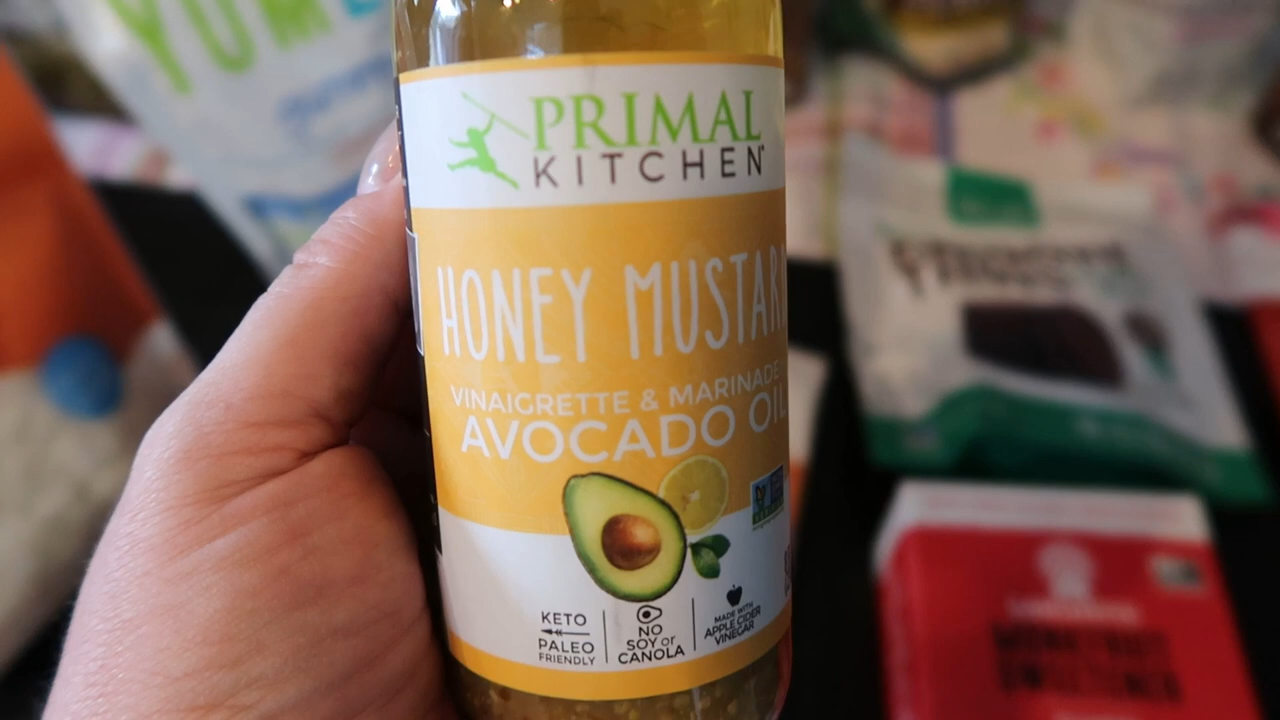 PRIMAL
KITCHEN
HONEY MUSTAR
VINAIGRETTE & MARINADE
AVOCADO OIL
KETO
PALEO
FRIENDLY
NO
SOY or
CANOLA
MADE WITH
APPLE CIDER
VINEGAR